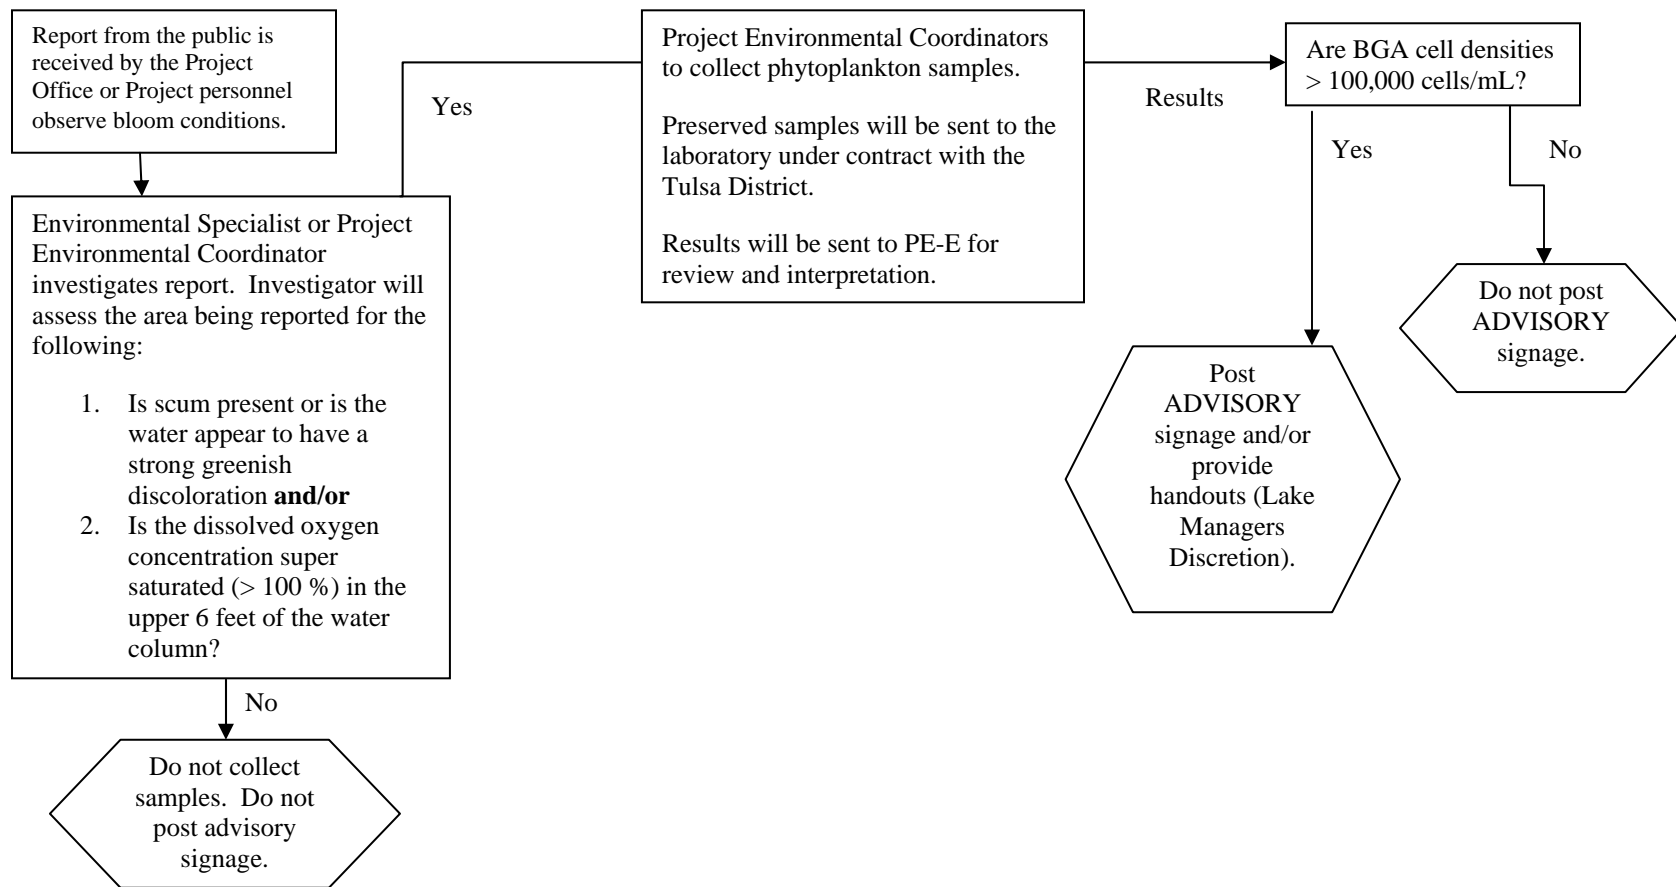 Report from the public is
received by the Project
Office or Project personnel
observe bloom conditions.
Environmental Specialist or Project
Environmental Coordinator
investigates report.  Investigator will
assess the area being reported for the
following:
1. Is scum present or is the
water appear to have a
strong greenish
discoloration and/or
2. Is the dissolved oxygen
concentration super
saturated (> 100 %) in the
upper 6 feet of the water
column?
No
Do not collect
samples.  Do not
post advisory
signage.
Yes
Project Environmental Coordinators
to collect phytoplankton samples.
Preserved samples will be sent to the
laboratory under contract with the
Tulsa District.
Results will be sent to PE-E for
review and interpretation.
Results
Are BGA cell densities
> 100,000 cells/mL?
Yes
Post
ADVISORY
signage and/or
provide
handouts (Lake
Managers
Discretion).
No
Do not post
ADVISORY
signage.